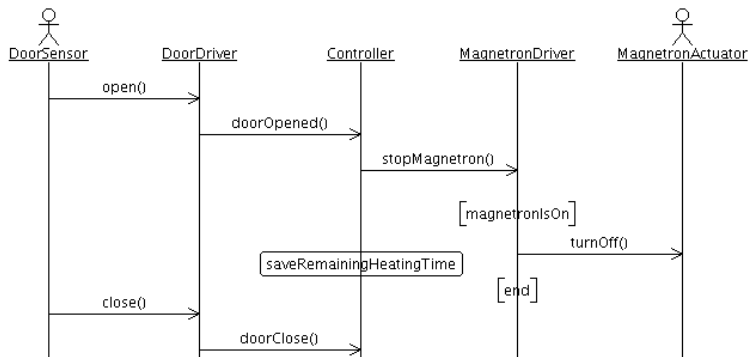 DoorSensor DoorDriver Controller MagnetronDriver MagnetronActuator
open()
doorOpened()
stopMagnetron()
[magnetronIsOn]
turnOff()
saveRemainingHeatingTime
[end]
close()
doorClose()